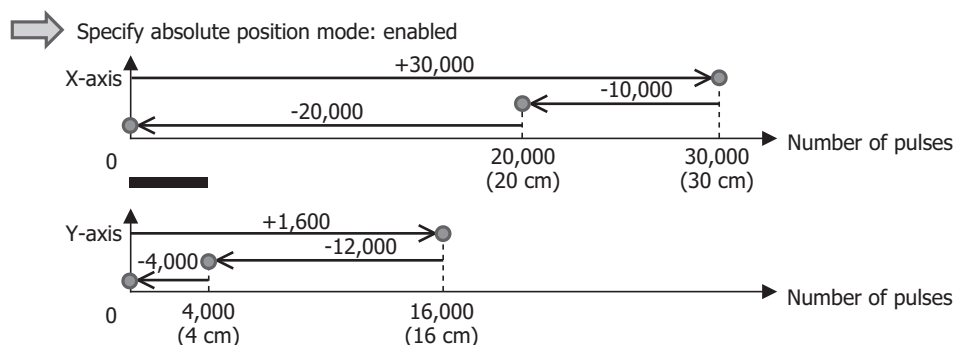 Specify absolute position mode: enabled
+30,000
X-axis
-10,000
-20,000
Number of pulses
0
20,000
(20 cm)
30,000
(30 cm)
+1,600
Y-axis
-12,000
-4,000
Number of pulses
0
4,000
(4 cm)
16,000
(16 cm)